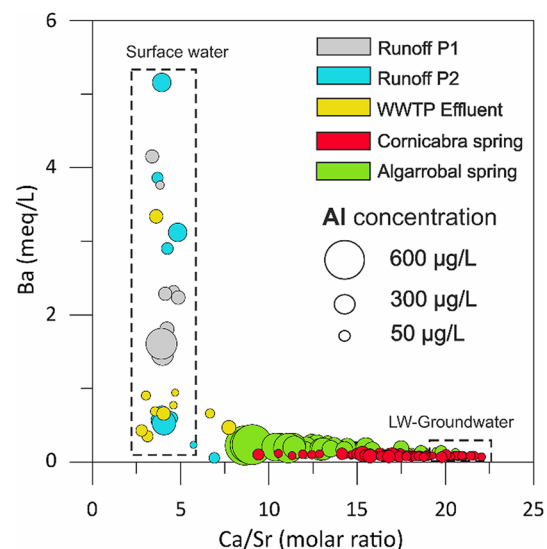 6
4
2
0
Ba (meq/L)
Surface water
Runoff P1
Runoff P2
WWTP Effluent
Cornicabra spring
Algarrobal spring
Al concentration
600 µg/L
300 µg/L
50 µg/L
LW-Groundwater
0 5 10 15 20 25
Ca/Sr (molar ratio)